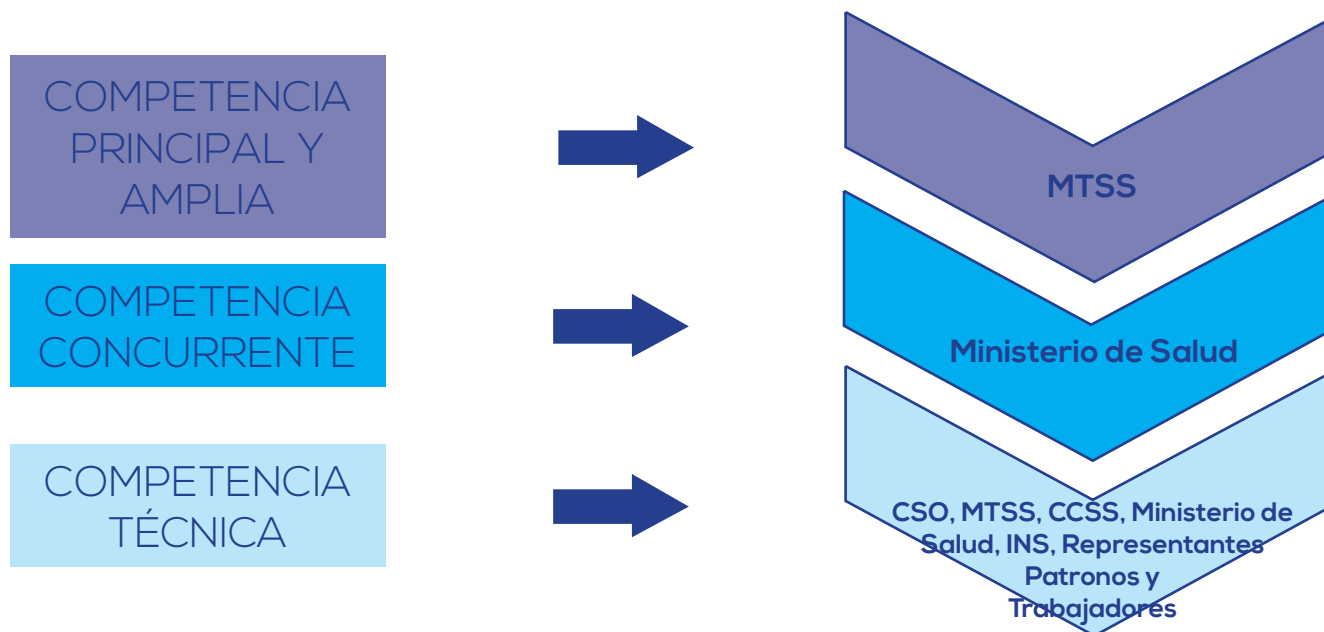 COMPETENCIA
PRINCIPAL Y
AMPLIA
MTSS
COMPETENCIA
CONCURRENTE
Ministerio de Salud
COMPETENCIA
TÉCNICA
CSO, MTSS, CCSS, Ministerio de
Salud, INS, Representantes
Patronos y
Trabajadores